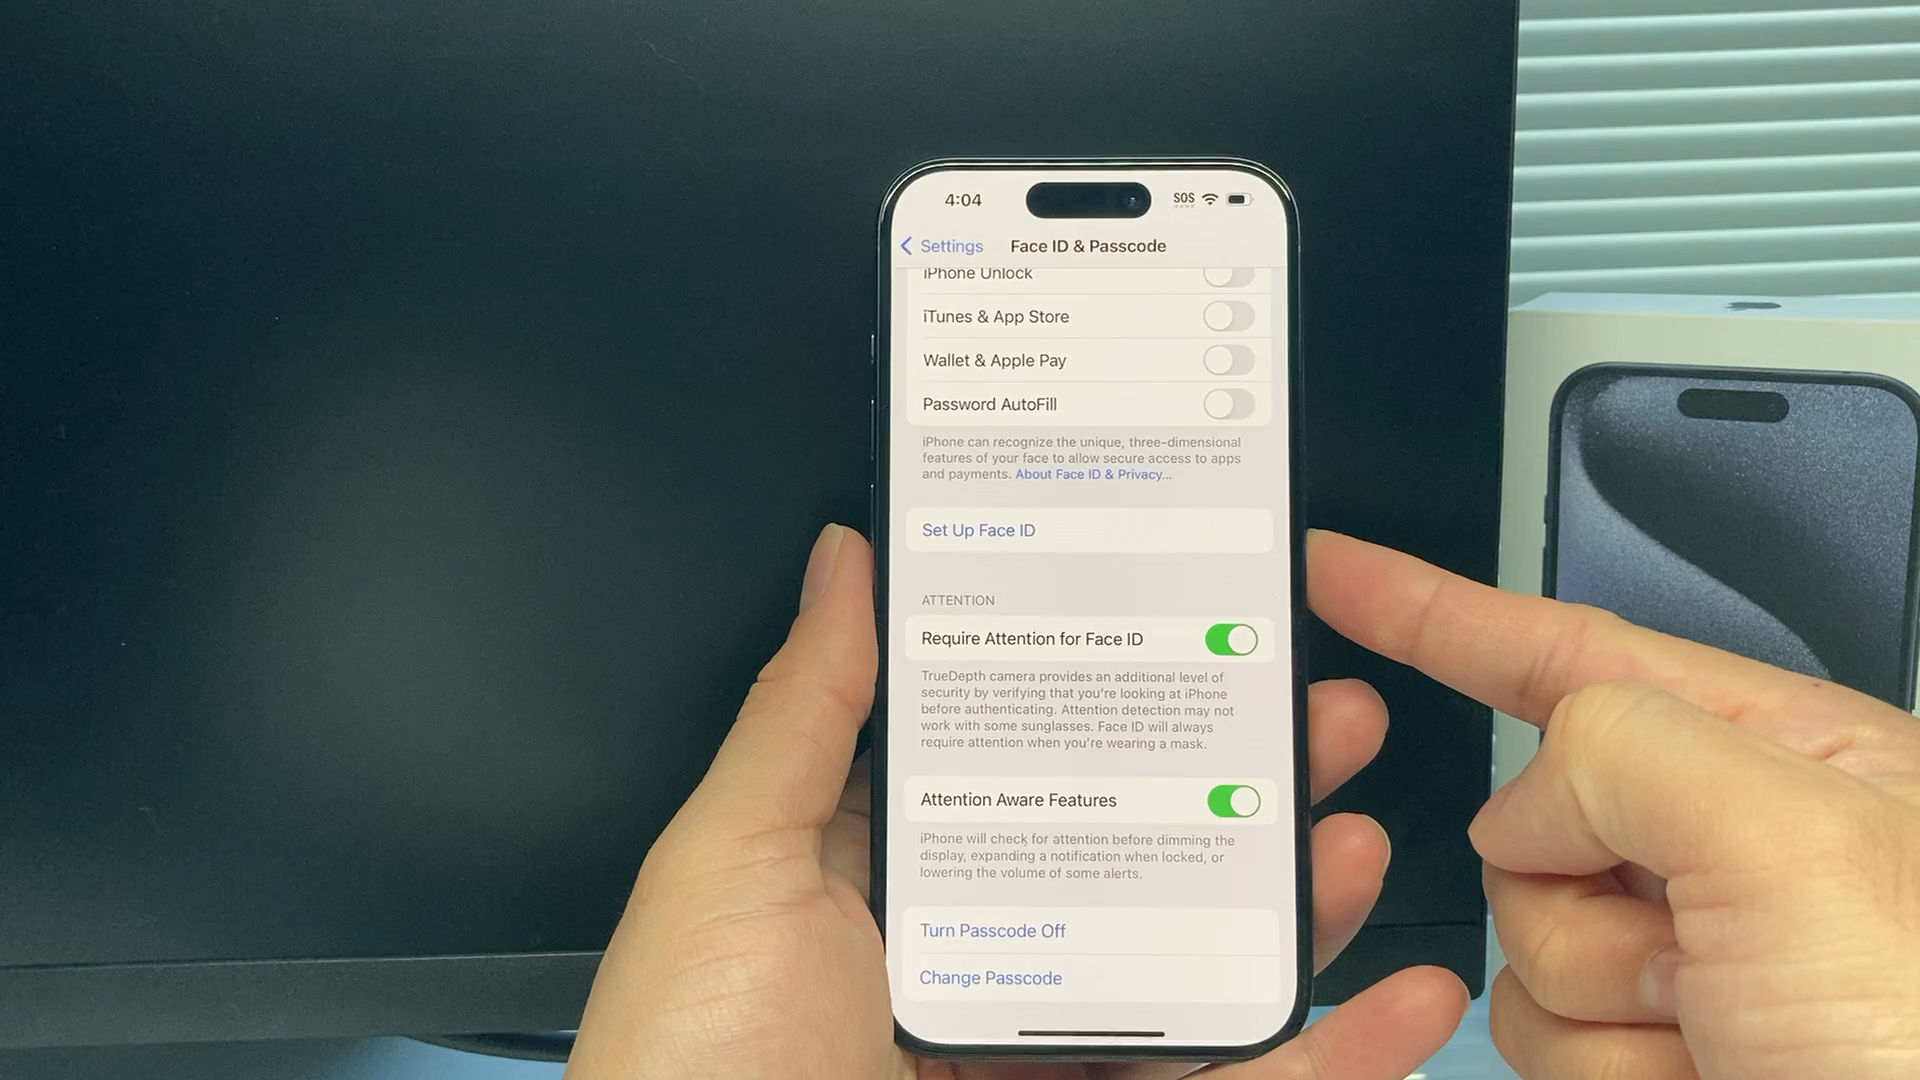 4:04
SOS
Settings
Face ID & Passcode
iPhone Unlock
iTunes & App Store
Wallet & Apple Pay
Password AutoFill
iPhone can recognize the unique, three-dimensional
features of your face to allow secure access to apps
and payments. About Face ID & Privacy...
Set Up Face ID
ATTENTION
Require Attention for Face ID
TrueDepth camera provides an additional level of
security by verifying that you're looking at iPhone
before authenticating. Attention detection may not
work with some sunglasses. Face ID will always
require attention when you're wearing a mask.
Attention Aware Features
iPhone will check for attention before dimming the
display, expanding a notification when locked, or
lowering the volume of some alerts.
Turn Passcode Off
Change Passcode